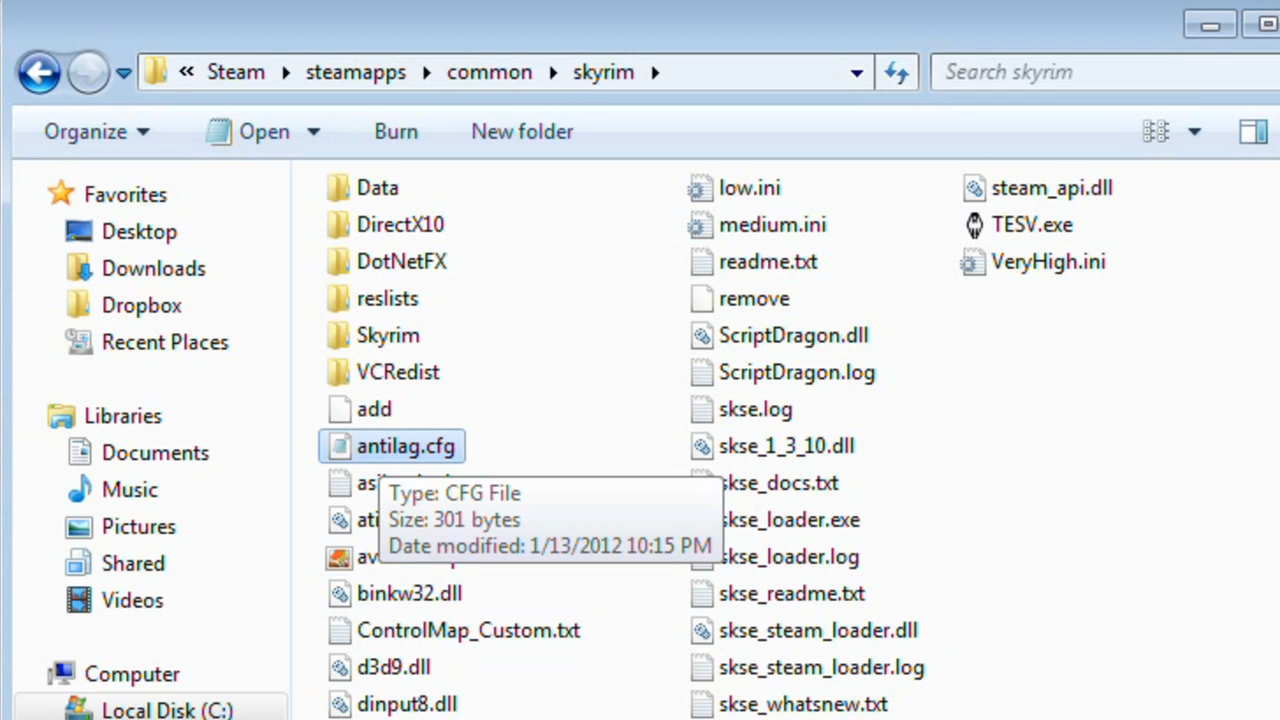 « Steam ▸ steamapps ▸ common ▸ skyrim ▸
Search skyrim
Organize
Open
Burn
New folder
Favorites
Desktop
Downloads
Dropbox
Recent Places
Libraries
Documents
Music
Pictures
Shared
Videos
Computer
Local Disk (C:)
Data
DirectX10
DotNetFX
reslists
Skyrim
VCRedist
add
antilag.cfg
Type: CFG File
Size: 301 bytes
Date modified: 1/13/2012 10:15 PM
binkw32.dll
ControlMap_Custom.txt
d3d9.dll
dinput8.dll
low.ini
medium.ini
readme.txt
remove
ScriptDragon.dll
ScriptDragon.log
skse.log
skse_1_3_10.dll
skse_docs.txt
skse_loader.exe
skse_loader.log
skse_readme.txt
skse_steam_loader.dll
skse_steam_loader.log
skse_whatsnew.txt
steam_api.dll
TESV.exe
VeryHigh.ini